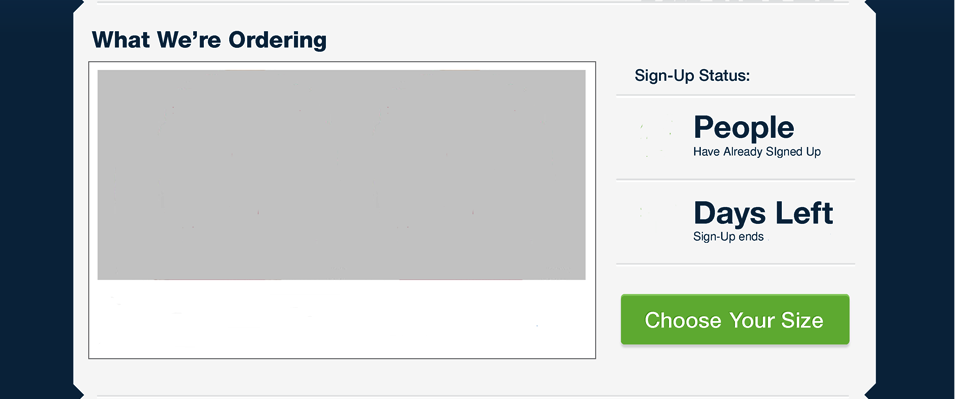 What We’re Ordering
Sign-Up Status:
People
Have Already SIgned Up
Days Left
Sign-Up ends
Choose Your Size